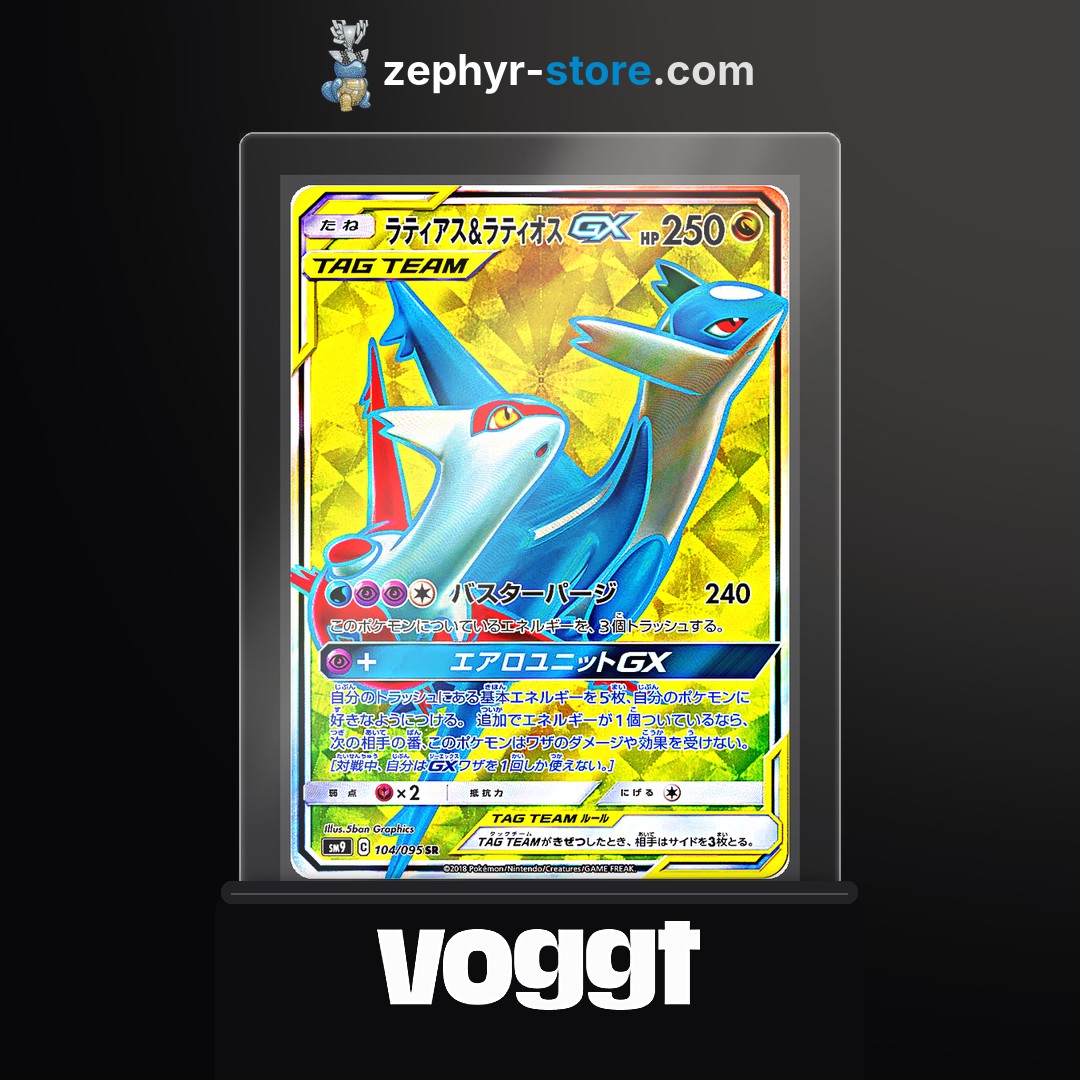 zephyr-store.com
たね ラティアス&ラティオスGX HP250
TAG TEAM
バスターパージ 240
このポケモンについているエネルギーを、3個トラッシュする。
+ エアロユニットGX
自分のトラッシュにある基本エネルギーを5枚、自分のポケモンに
好きなようにつける。 追加でエネルギーが1個ついているなら、
次の相手の番、このポケモンはワザのダメージや効果を受けない。
[対戦中、自分はGXワザを1回しか使えない。]
弱点 ×2 抵抗力 にげる
TAG TEAM ルール
TAG TEAMがきぜつしたとき、相手はサイドを3枚とる。
Illus.5ban Graphics
sm9 C 104/095 SR
©2018 Pokémon/Nintendo/Creatures/GAME FREAK.
voggt